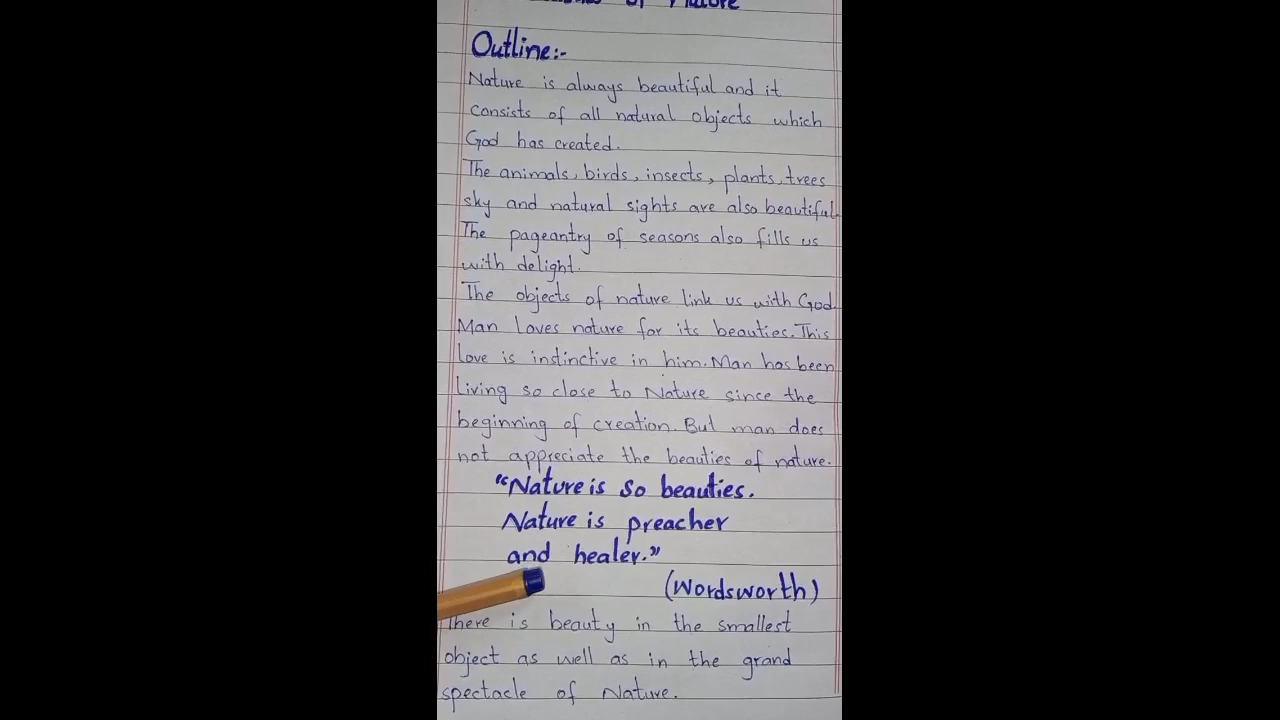 of Nature
Outline:-
Nature is always beautiful and it
consists of all natural objects which
God has created.
The animals, birds, insects, plants, trees
sky and natural sights are also beautiful.
The pageantry of seasons also fills us
with delight.
The objects of nature link us with God.
Man loves nature for its beauties. This
love is instinctive in him. Man has been
living so close to Nature since the
beginning of creation. But man does
not appreciate the beauties of nature.
"Nature is so beauties.
Nature is preacher
and healer."
(Wordsworth)
There is beauty in the smallest
object as well as in the grand
spectacle of Nature.